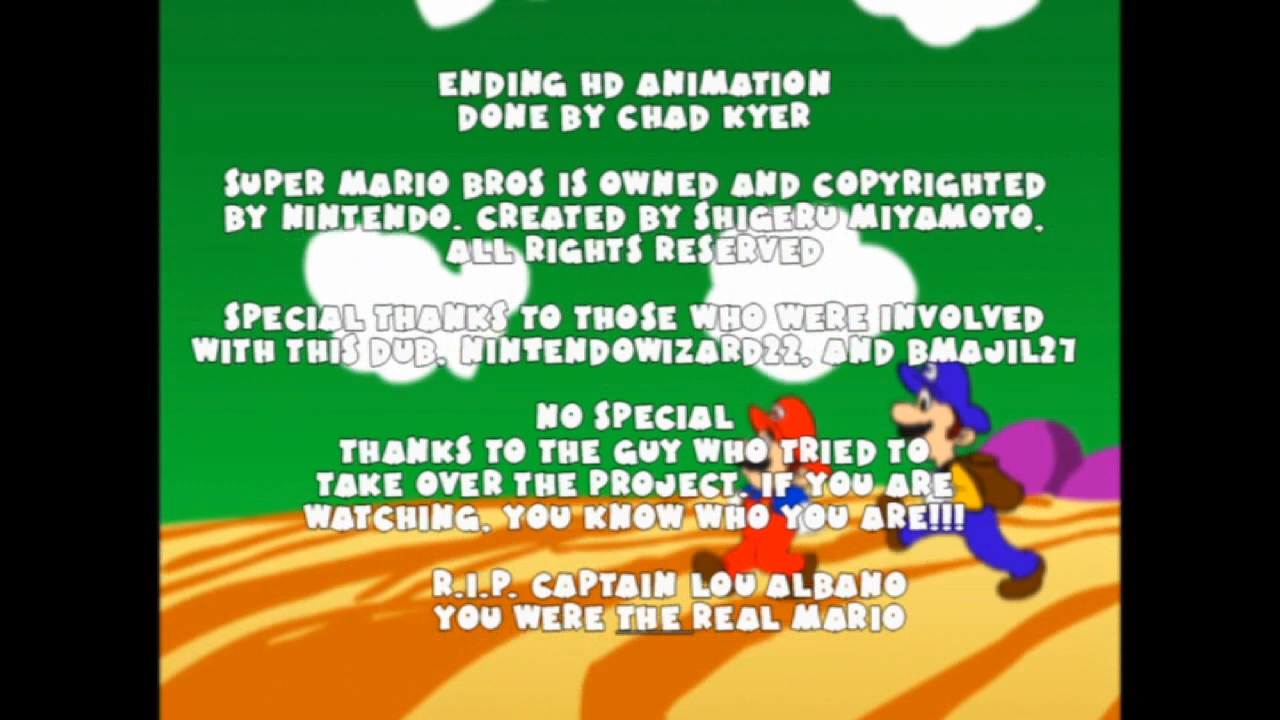 ENDING HD ANIMATION
DONE BY CHAD KYER
SUPER MARIO BROS IS OWNED AND COPYRIGHTED
BY NINTENDO. CREATED BY SHIGERU MIYAMOTO.
ALL RIGHTS RESERVED
SPECIAL THANKS TO THOSE WHO WERE INVOLVED
WITH THIS DUB. NINTENDOWIZARD22, AND BMAJIL27
NO SPECIAL
THANKS TO THE GUY WHO TRIED TO
TAKE OVER THE PROJECT. IF YOU ARE
WATCHING, YOU KNOW WHO YOU ARE!!!
R.I.P. CAPTAIN LOU ALBANO
YOU WERE THE REAL MARIO